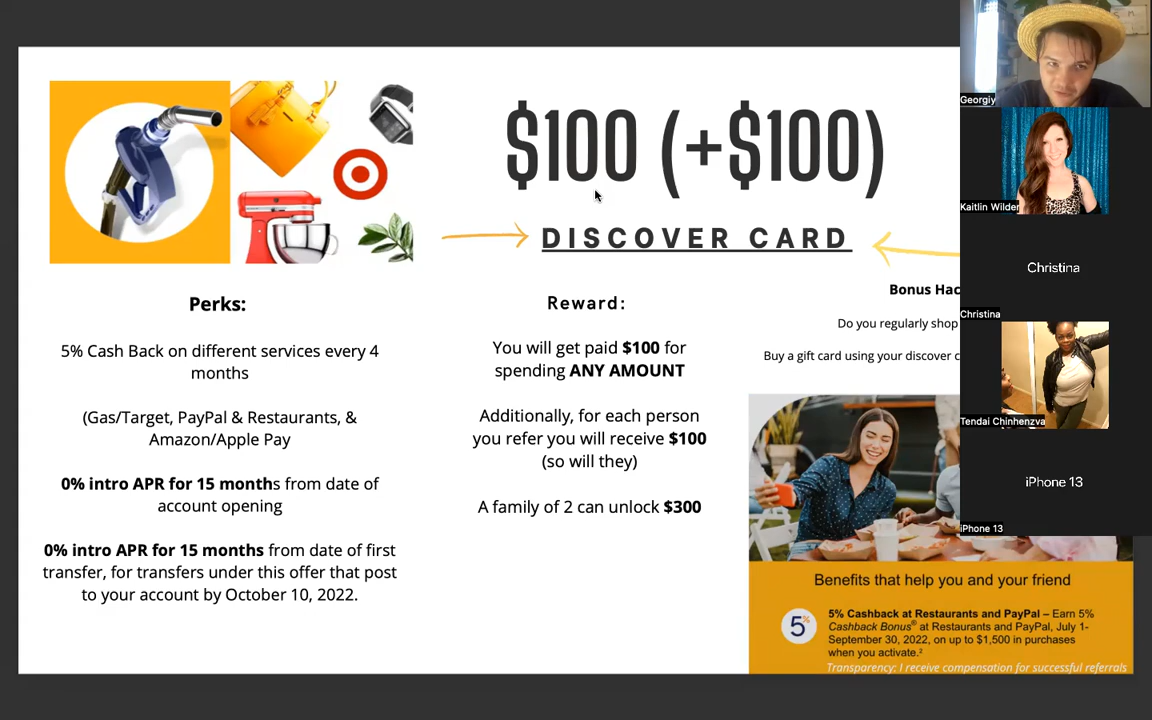 $100 (+$100)
DISCOVER CARD
Perks:
5% Cash Back on different services every 4
months
(Gas/Target, PayPal & Restaurants, &
Amazon/Apple Pay
0% intro APR for 15 months from date of
account opening
0% intro APR for 15 months from date of first
transfer, for transfers under this offer that post
to your account by October 10, 2022.
Reward:
You will get paid $100 for
spending ANY AMOUNT
Additionally, for each person
you refer you will receive $100
(so will they)
A family of 2 can unlock $300
Bonus Hac
Do you regularly shop
Buy a gift card using your discover c
Benefits that help you and your friend
5%
5% Cashback at Restaurants and PayPal – Earn 5%
Cashback Bonus® at Restaurants and PayPal, July 1-
September 30, 2022, on up to $1,500 in purchases
when you activate.²
Transparency: I receive compensation for successful referrals
Georgiy
Kaitlin Wilder
Christina
Christina
Tendai Chinhenzva
iPhone 13
iPhone 13